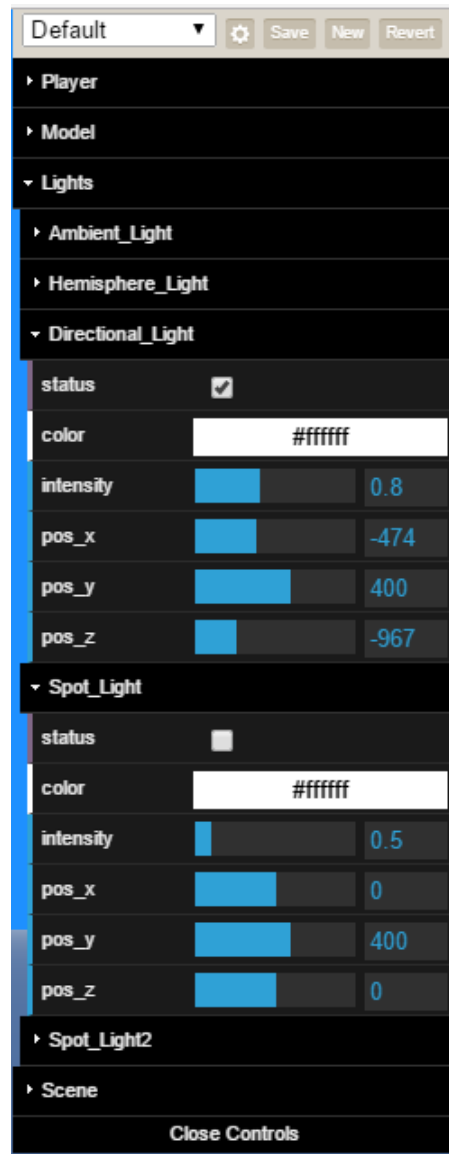 Default Save New Revert
Player
Model
Lights
Ambient_Light
Hemisphere_Light
Directional_Light
status
color #ffffff
intensity 0.8
pos_x -474
pos_y 400
pos_z -967
Spot_Light
status
color #ffffff
intensity 0.5
pos_x 0
pos_y 400
pos_z 0
Spot_Light2
Scene
Close Controls